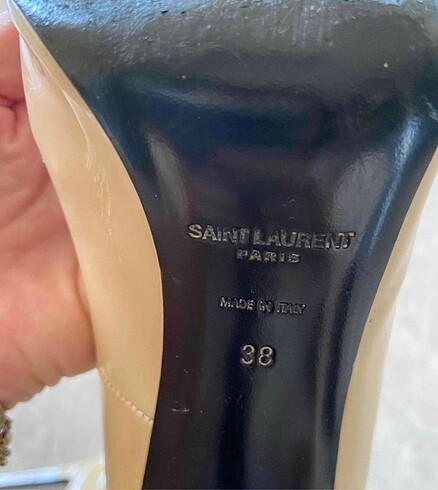 SAINT LAURENT
PARIS
MADE IN ITALY
38